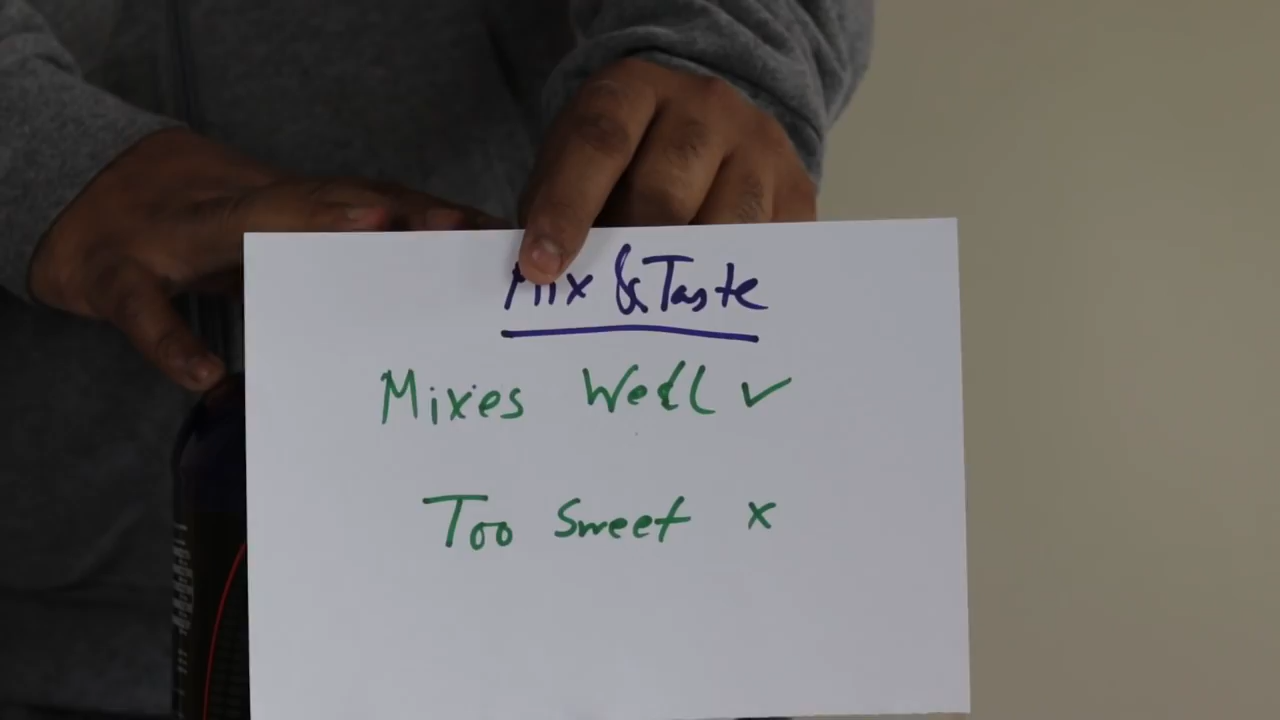 Mix & Taste
Mixes Well ✓
Too Sweet x